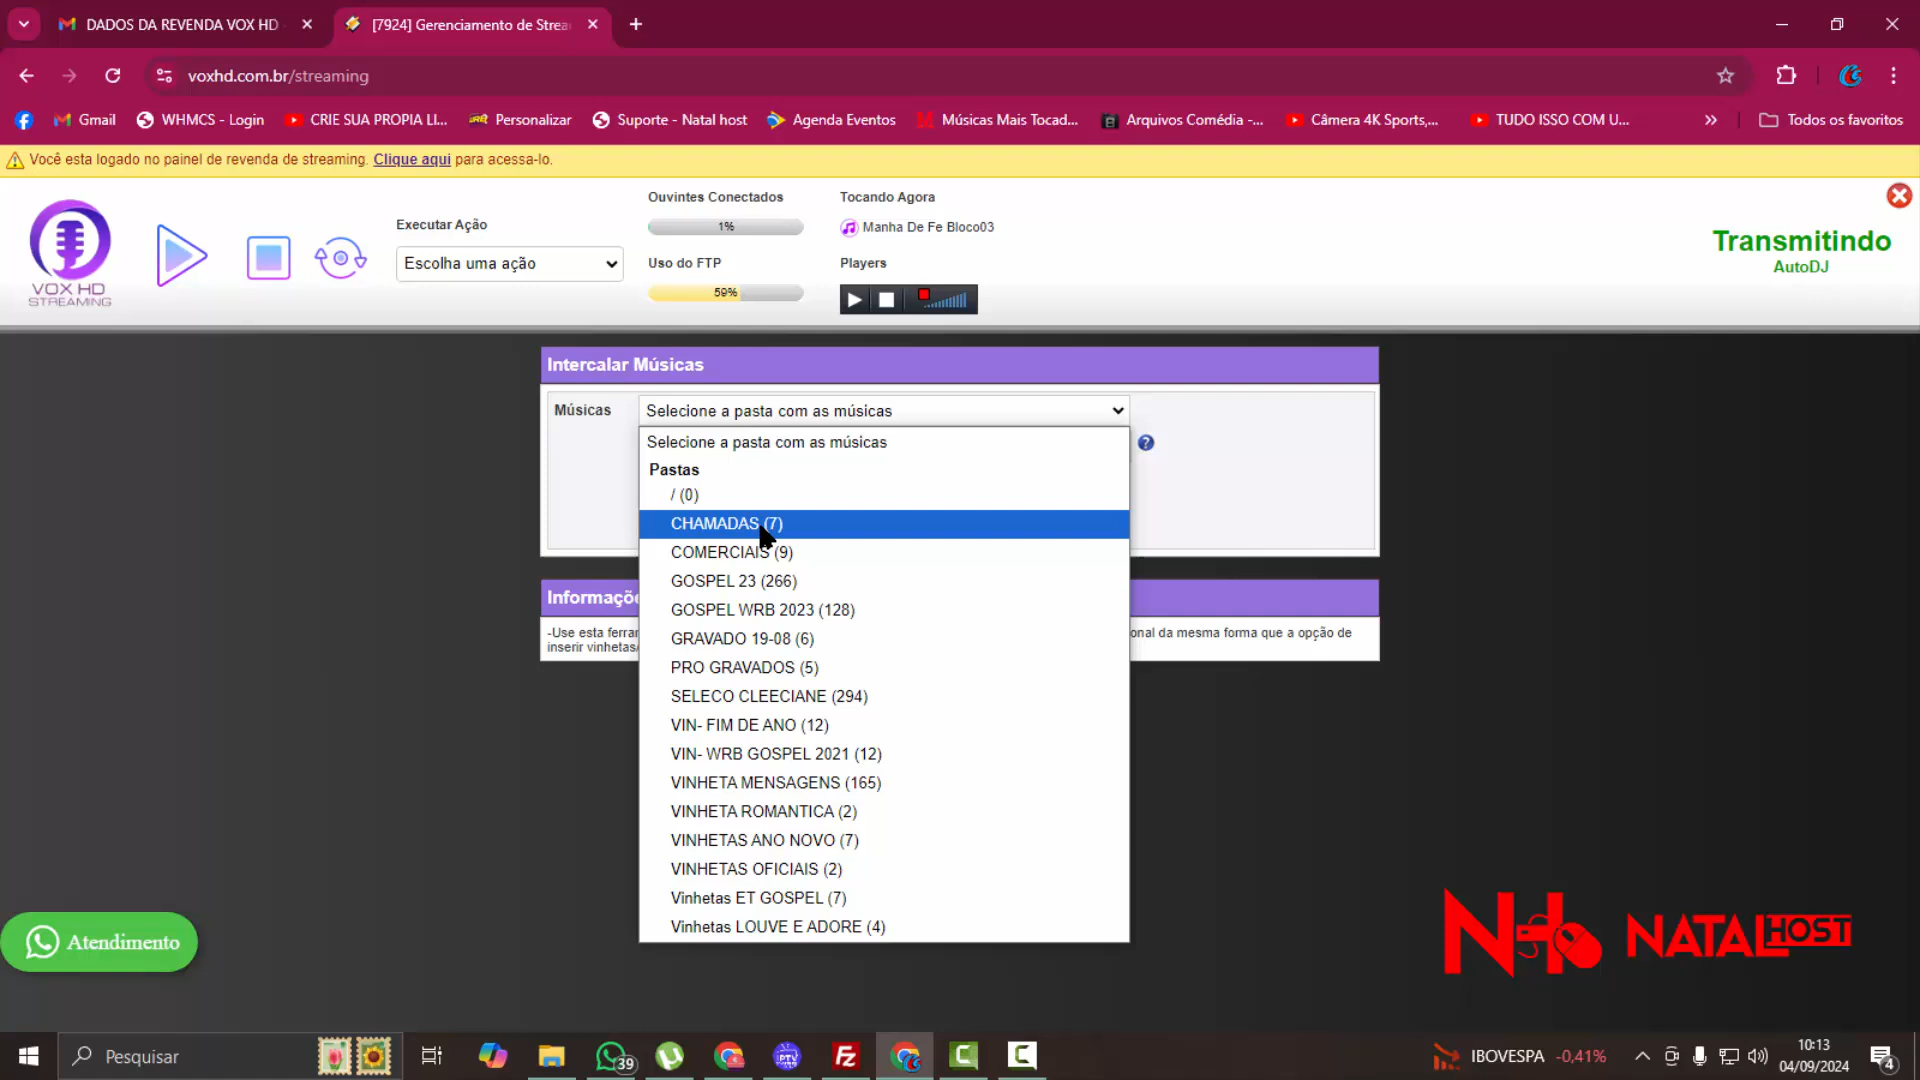 DADOS DA REVENDA VOX HD
[7924] Gerenciamento de Strea
voxhd.com.br/streaming
Gmail
WHMCS - Login
CRIE SUA PROPIA LI...
Personalizar
Suporte - Natal host
Agenda Eventos
Músicas Mais Tocad...
Arquivos Comédia -...
Câmera 4K Sports,...
TUDO ISSO COM U...
Todos os favoritos
Você esta logado no painel de revenda de streaming. Clique aqui para acessa-lo.
VOX HD
STREAMING
Executar Ação
Escolha uma ação
Ouvintes Conectados
1%
Uso do FTP
59%
Tocando Agora
Manha De Fe Bloco03
Players
Transmitindo
AutoDJ
Intercalar Músicas
Músicas
Selecione a pasta com as músicas
Selecione a pasta com as músicas
Pastas
/ (0)
CHAMADAS (7)
COMERCIAIS (9)
GOSPEL 23 (266)
GOSPEL WRB 2023 (128)
GRAVADO 19-08 (6)
PRO GRAVADOS (5)
SELECO CLEECIANE (294)
VIN- FIM DE ANO (12)
VIN- WRB GOSPEL 2021 (12)
VINHETA MENSAGENS (165)
VINHETA ROMANTICA (2)
VINHETAS ANO NOVO (7)
VINHETAS OFICIAIS (2)
Vinhetas ET GOSPEL (7)
Vinhetas LOUVE E ADORE (4)
Informaçõe
-Use esta ferrar
onal da mesma forma que a opção de
inserir vinhetas/
Atendimento
NATAL HOST
Pesquisar
39
IPTV
IBOVESPA -0,41%
10:13
04/09/2024
4